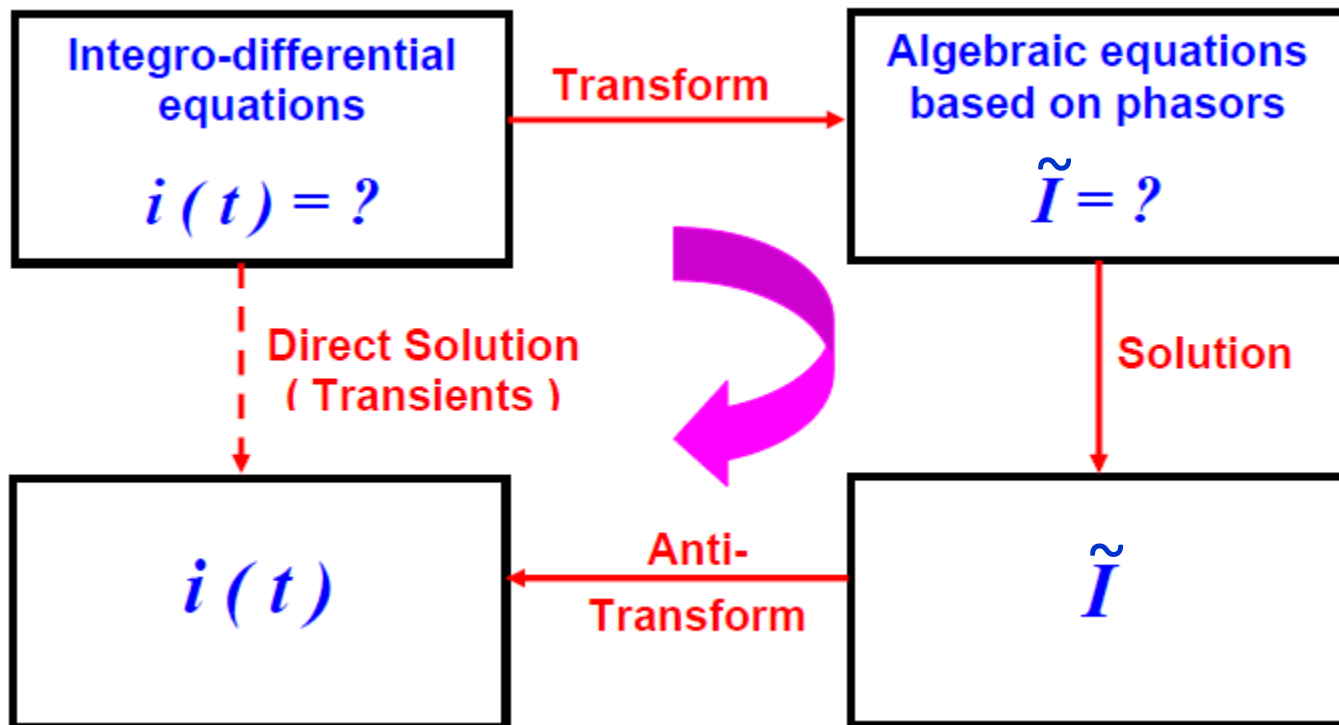 Integro-differential
equations
i ( t ) = ?
Transform
Algebraic equations
based on phasors
Ĩ = ?
Direct Solution
( Transients )
Solution
i ( t )
Anti-
Transform
Ĩ